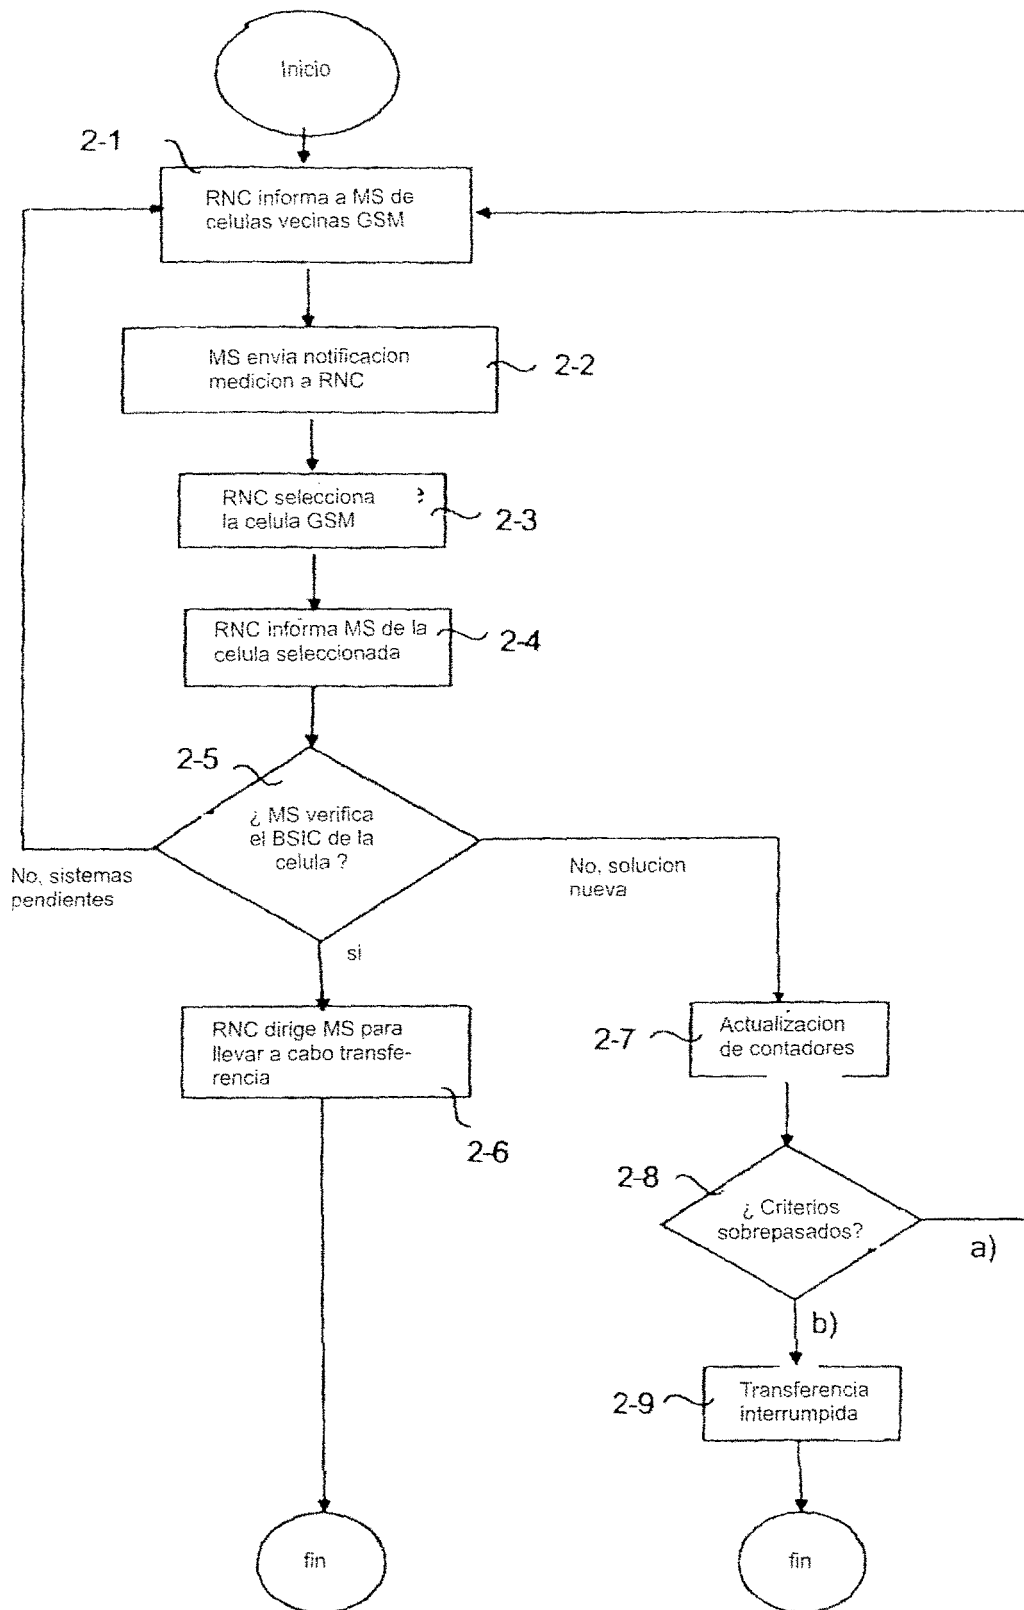 Inicio
2-1
RNC informa a MS de
celulas vecinas GSM
MS envia notificacion
medicion a RNC
2-2
RNC selecciona
la celula GSM
2-3
RNC informa MS de la
celula seleccionada
2-4
2-5
¿ MS verifica
el BSIC de la
celula ?
No, sistemas
pendientes
No, solucion
nueva
si
RNC dirige MS para
llevar a cabo transfe-
rencia
2-6
2-7
Actualizacion
de contadores
2-8
¿ Criterios
sobrepasados?
a)
b)
2-9
Transferencia
interrumpida
fin
fin